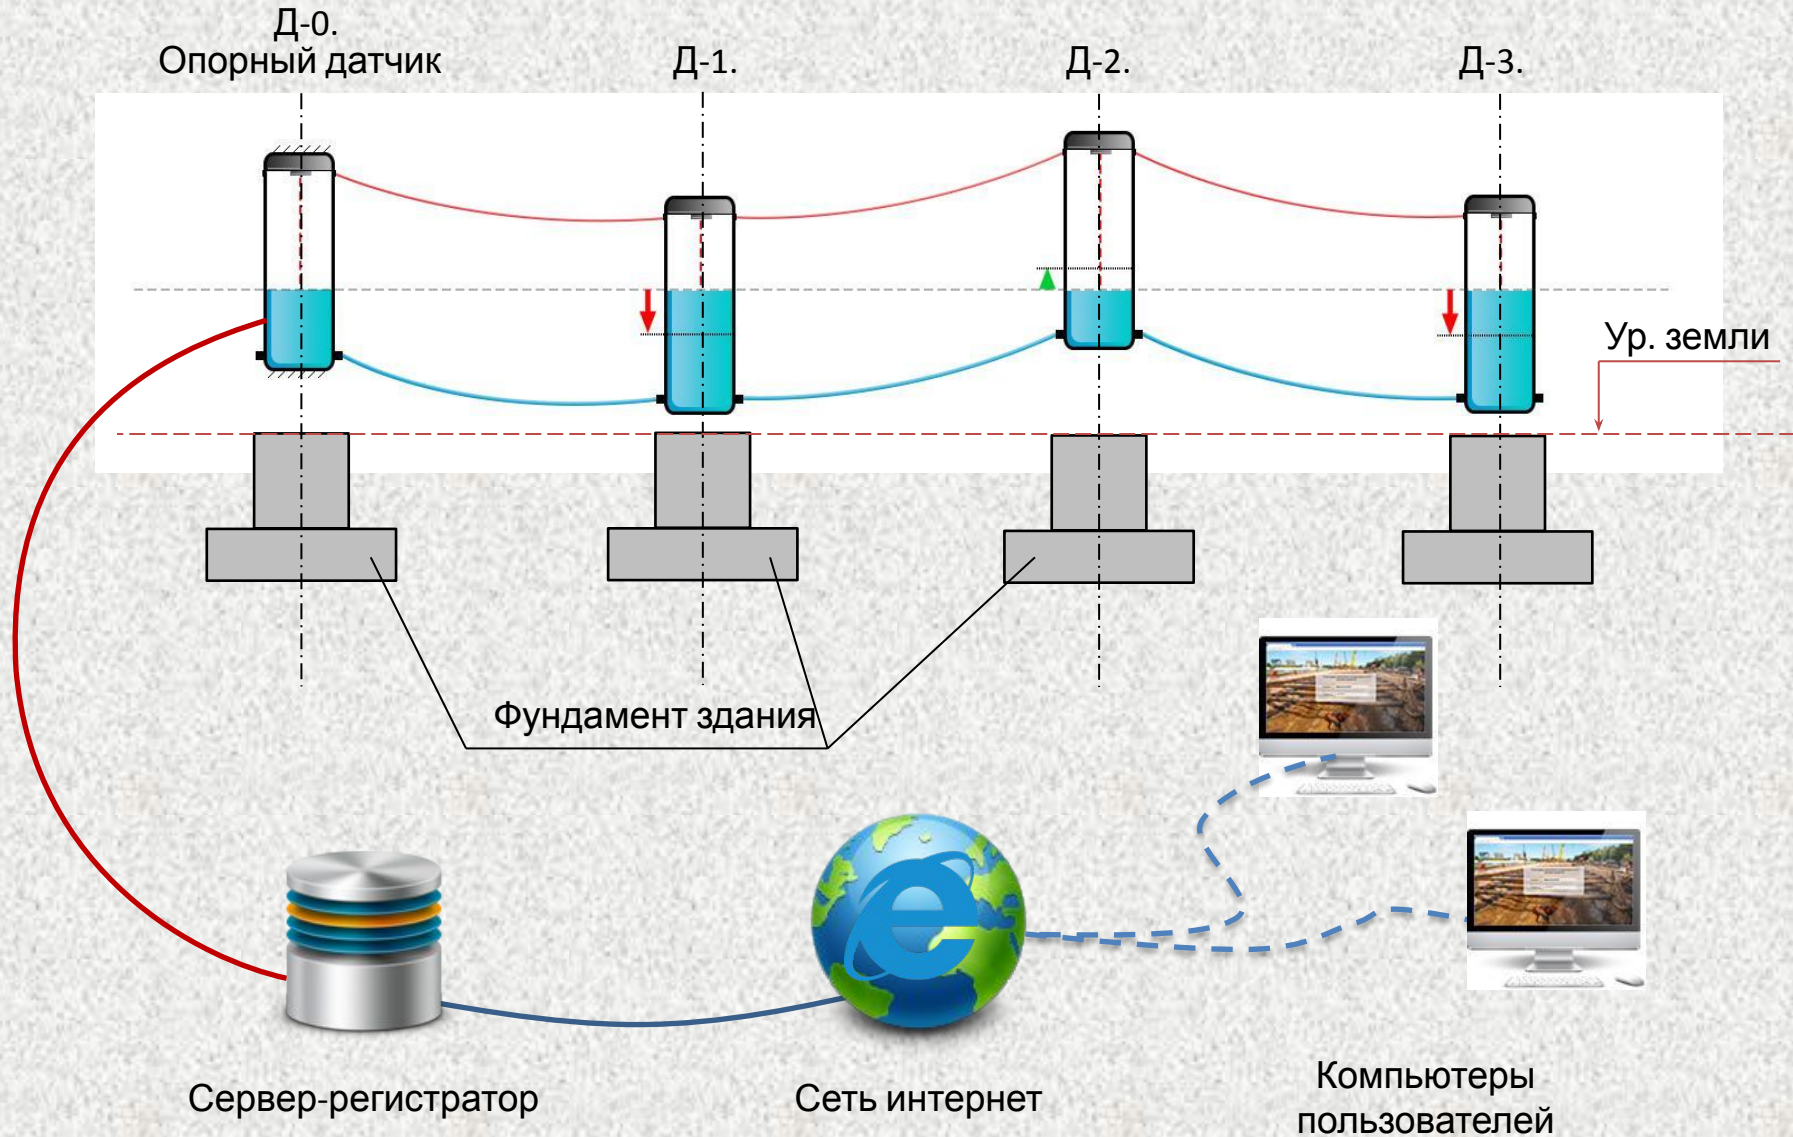 Д-0.
Опорный датчик
Д-1.
Д-2.
Д-3.
Ур. земли
Фундамент здания
Сервер-регистратор
Сеть интернет
Компьютеры
пользователей